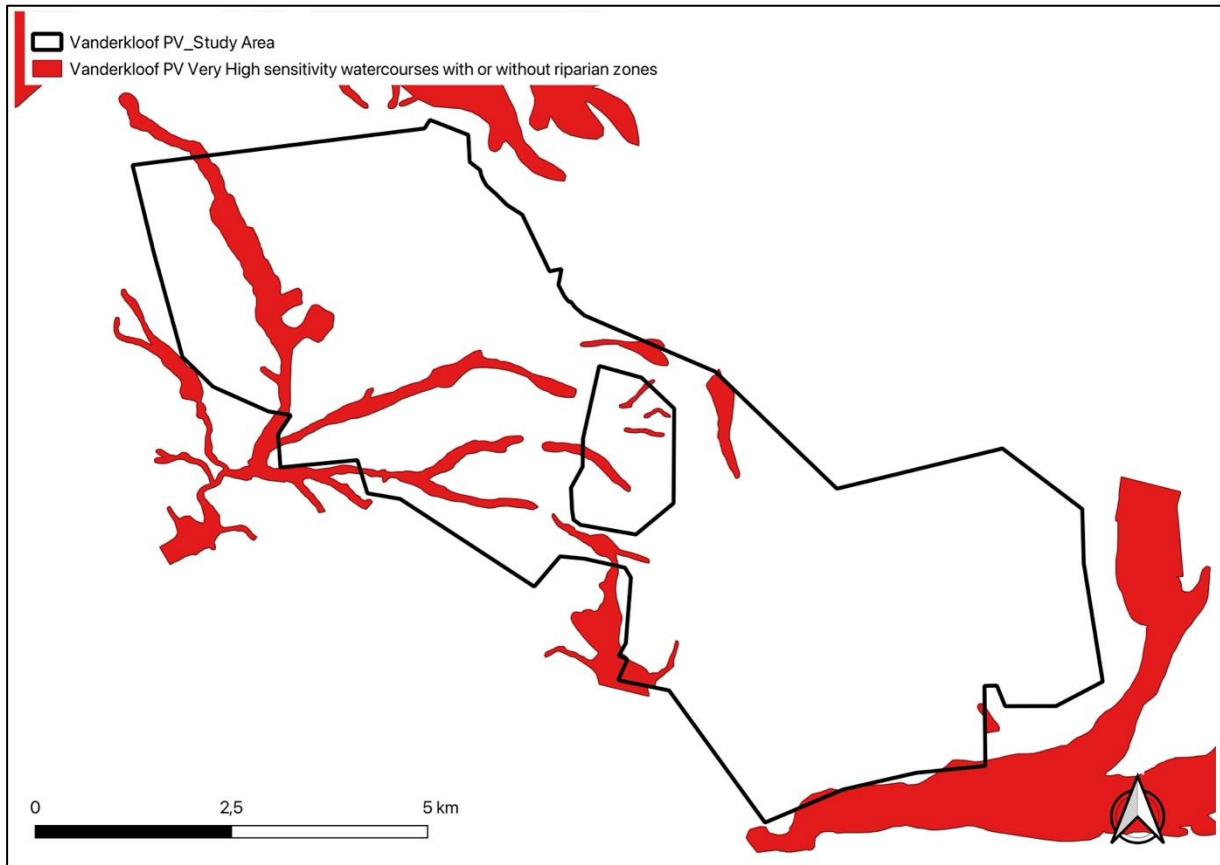 Vanderkloof PV_Study Area
Vanderkloof PV Very High sensitivity watercourses with or without riparian zones
0 2,5 5 km